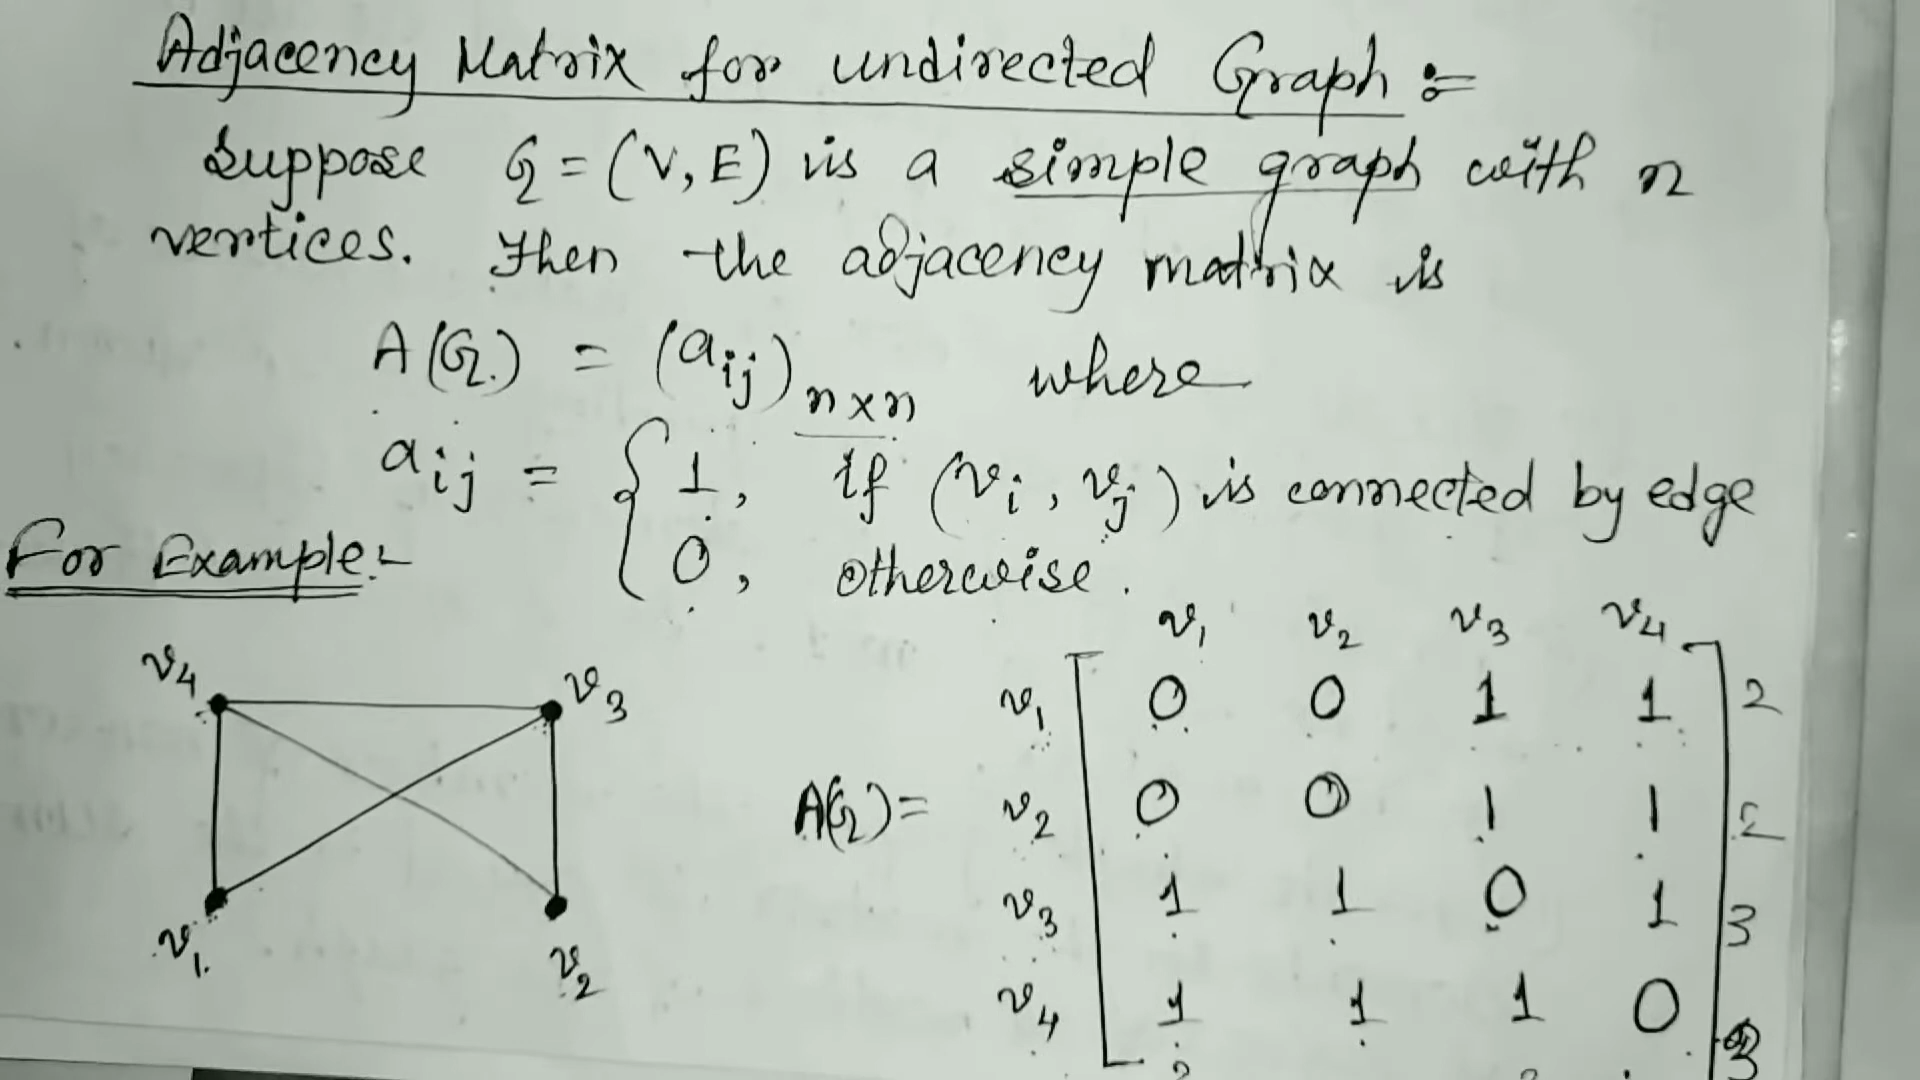 Adjacency Matrix for undirected Graph :=
Suppose G = (V, E) is a simple graph with n
vertices. Then the adjacency matrix is
A(G) = (aij)n×n where
aij = { 1, if (vi, vj) is connected by edge
0, otherwise.
For Example:-
v4 v3
v1 v2
v1 v2 v3 v4
v1 0 0 1 1 2
A(G) = v2 0 0 1 1 2
v3 1 1 0 1 3
v4 1 1 1 0 3